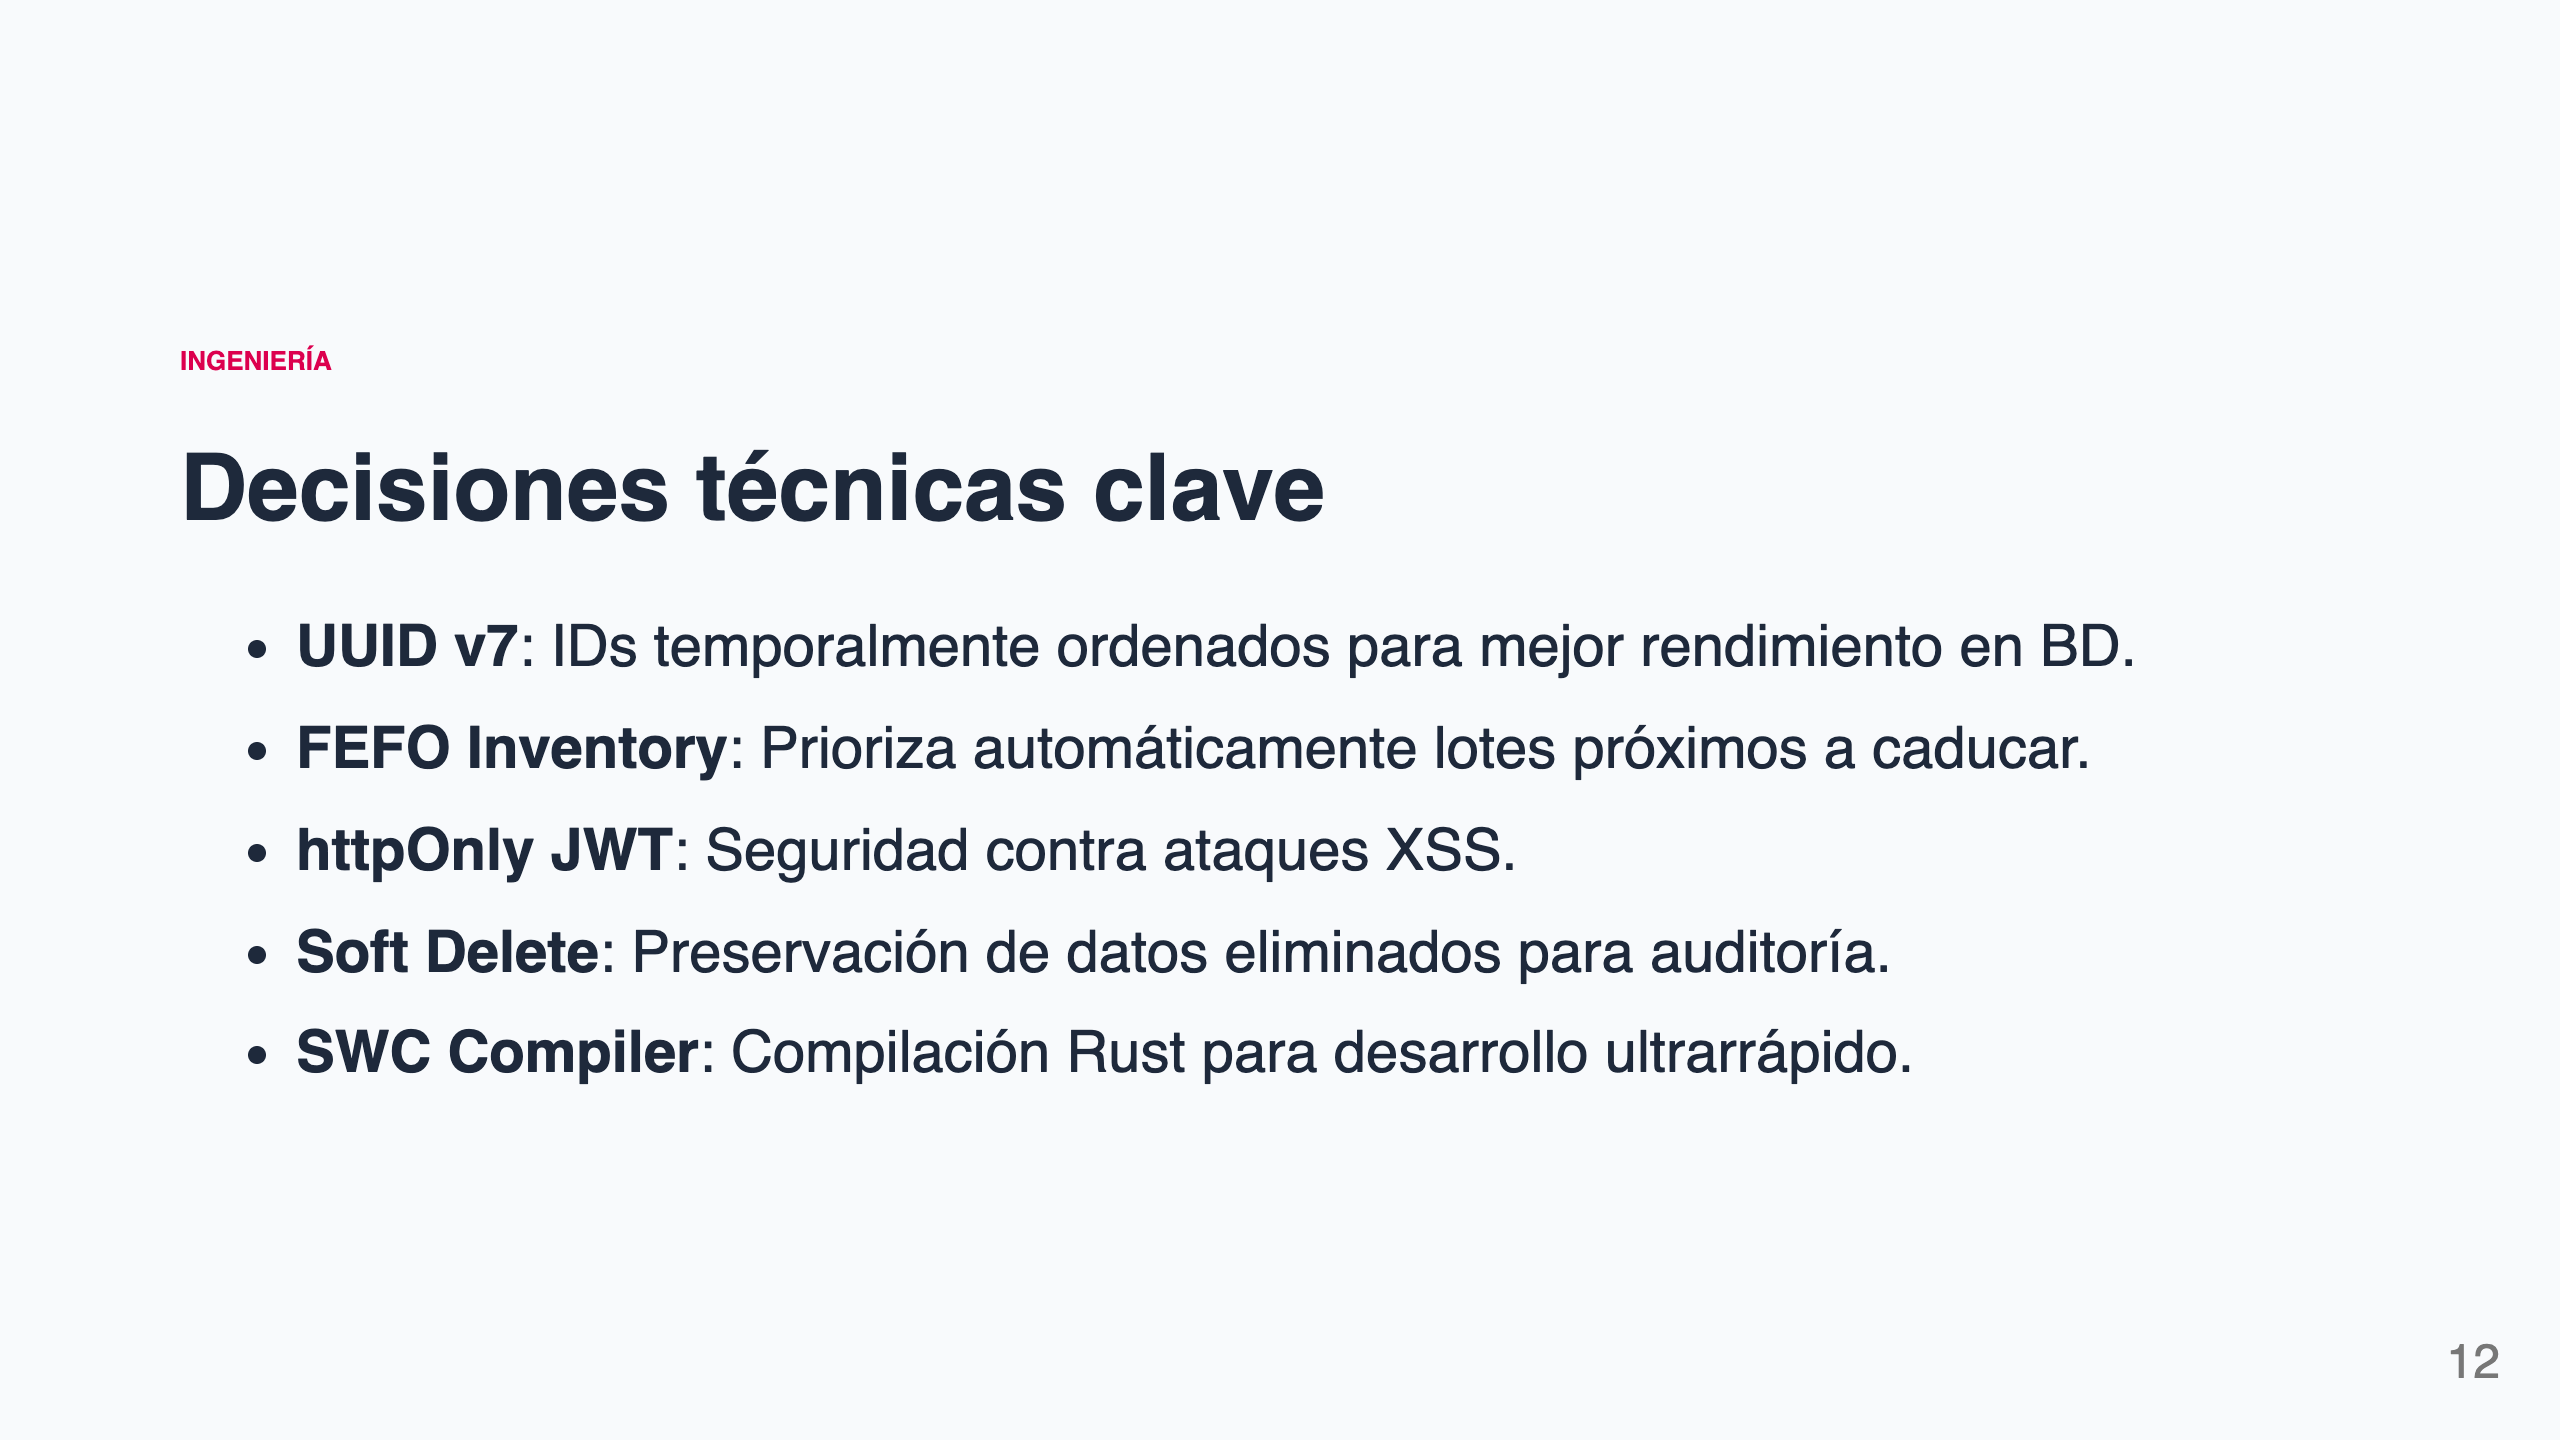 INGENIERÍA
Decisiones técnicas clave
• UUID v7: IDs temporalmente ordenados para mejor rendimiento en BD.
• FEFO Inventory: Prioriza automáticamente lotes próximos a caducar.
• httpOnly JWT: Seguridad contra ataques XSS.
• Soft Delete: Preservación de datos eliminados para auditoría.
• SWC Compiler: Compilación Rust para desarrollo ultrarrápido.
12